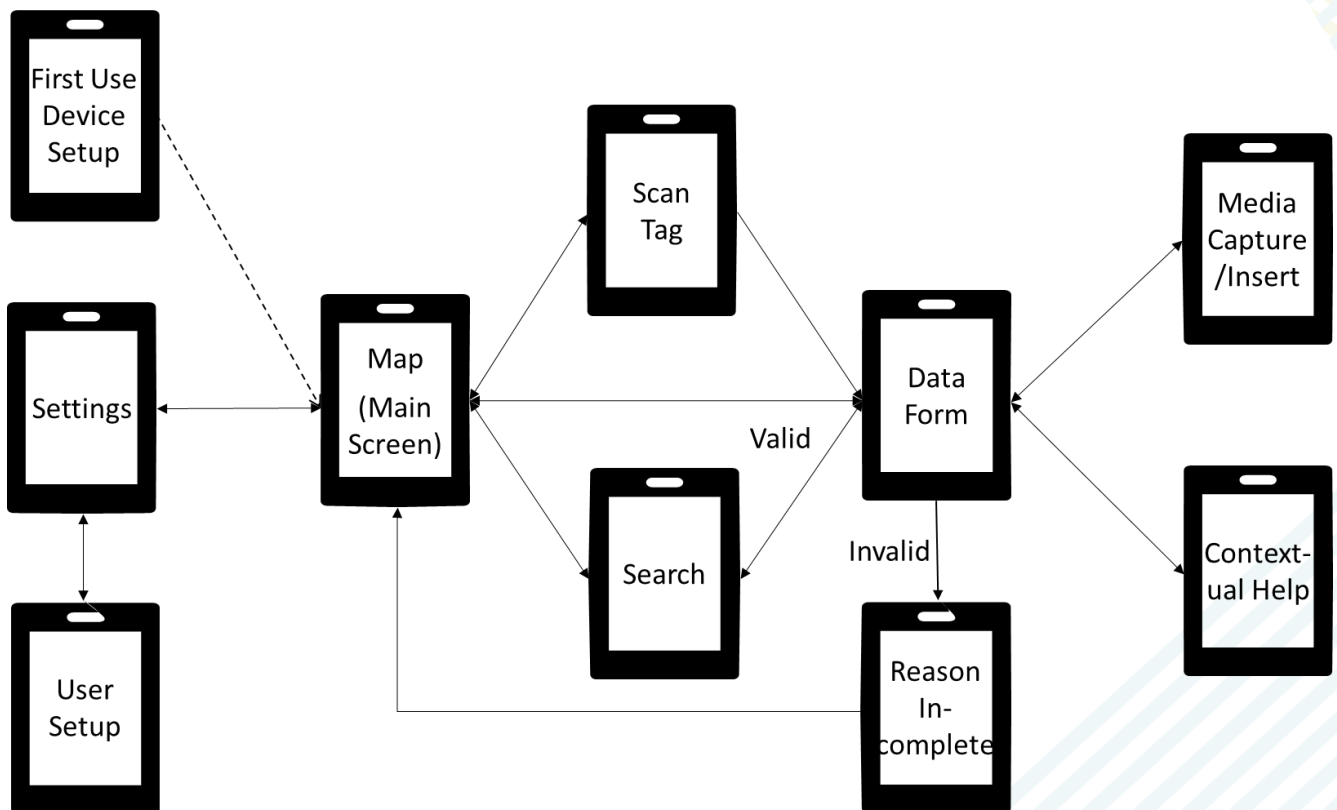 First Use
Device
Setup
Scan
Tag
Media
Capture
/Insert
Settings
Map
(Main
Screen)
Data
Form
Valid
Search
Invalid
Context-
ual Help
User
Setup
Reason
In-
complete